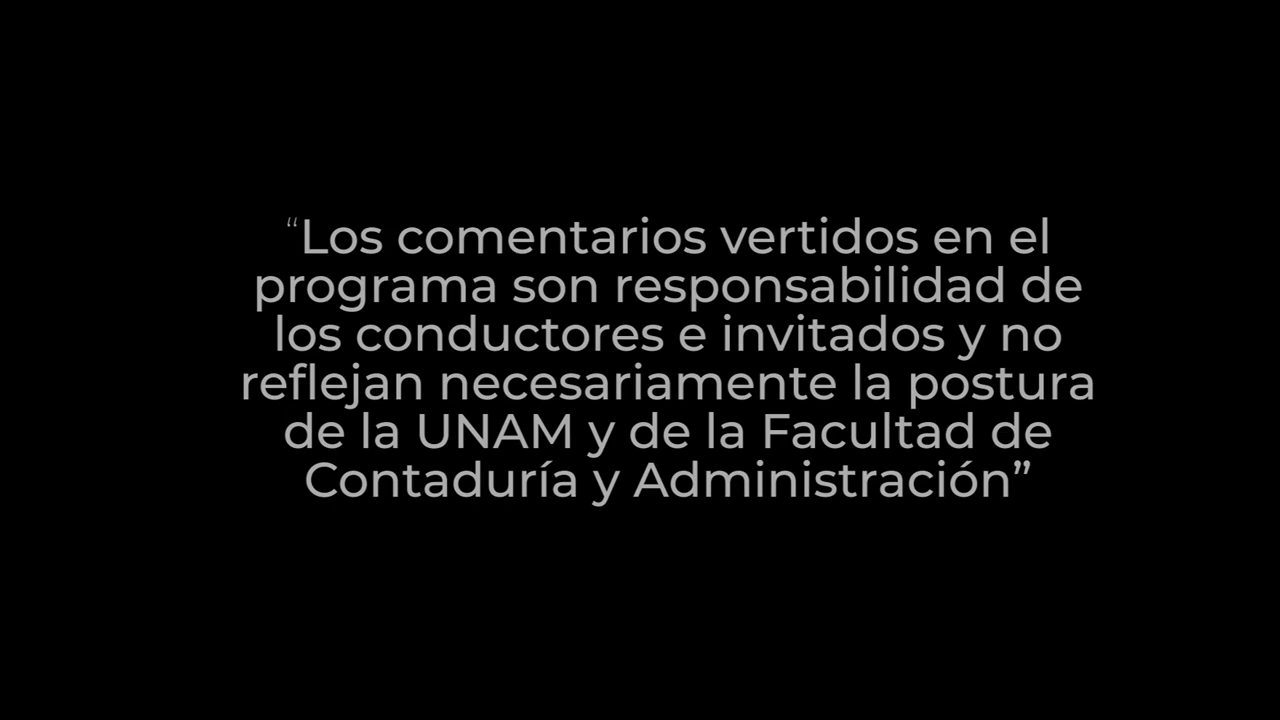 “Los comentarios vertidos en el
programa son responsabilidad de
los conductores e invitados y no
reflejan necesariamente la postura
de la UNAM y de la Facultad de
Contaduría y Administración”